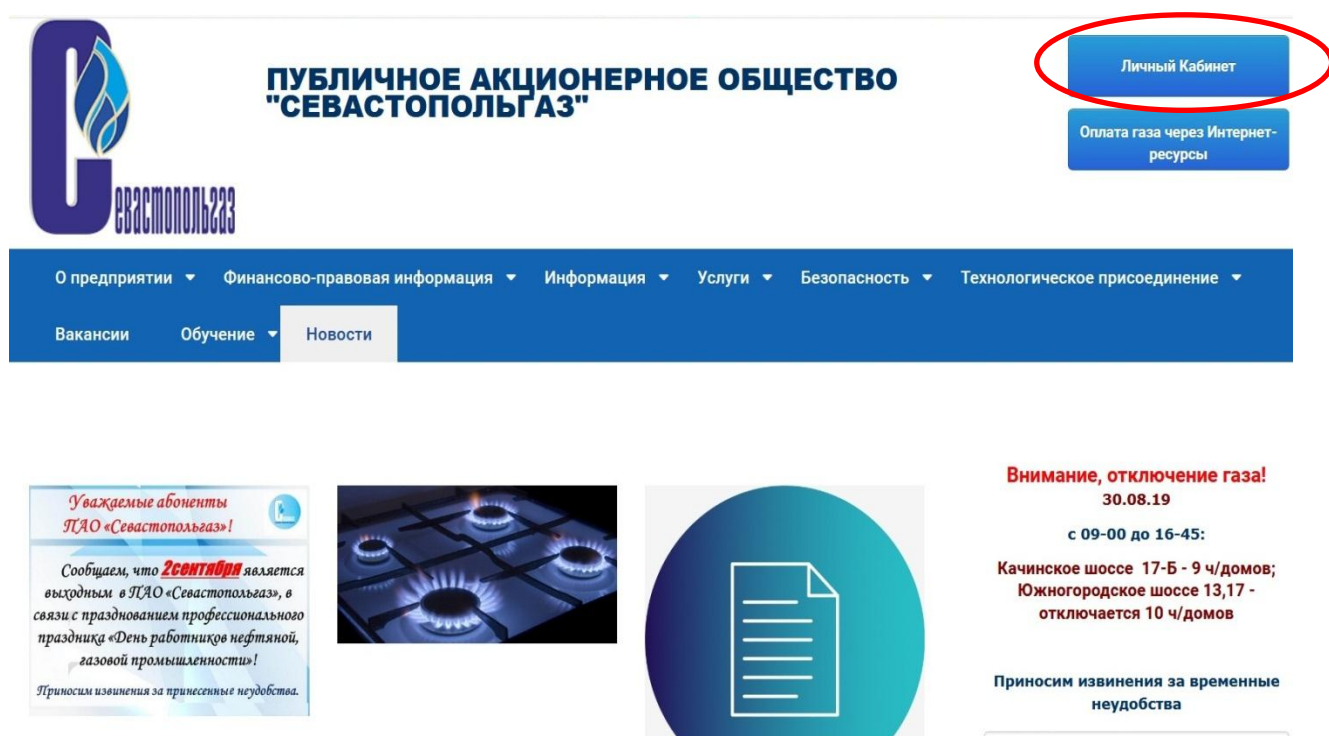 Севастопользаз
ПУБЛИЧНОЕ АКЦИОНЕРНОЕ ОБЩЕСТВО
"СЕВАСТОПОЛЬГАЗ"
Личный Кабинет
Оплата газа через Интернет-
ресурсы
О предприятии
Финансово-правовая информация
Информация
Услуги
Безопасность
Технологическое присоединение
Вакансии
Обучение
Новости
Уважаемые абоненты
ПАО «Севастопольгаз»!
Сообщаем, что 2сентября является
выходным в ПАО «Севастопольгаз», в
связи с празднованием профессионального
праздника «День работников нефтяной,
газовой промышленности»!
Приносим извинения за принесенные неудобства.
Внимание, отключение газа!
30.08.19
с 09-00 до 16-45:
Качинское шоссе 17-Б - 9 ч/домов;
Южногородское шоссе 13,17 -
отключается 10 ч/домов
Приносим извинения за временные
неудобства